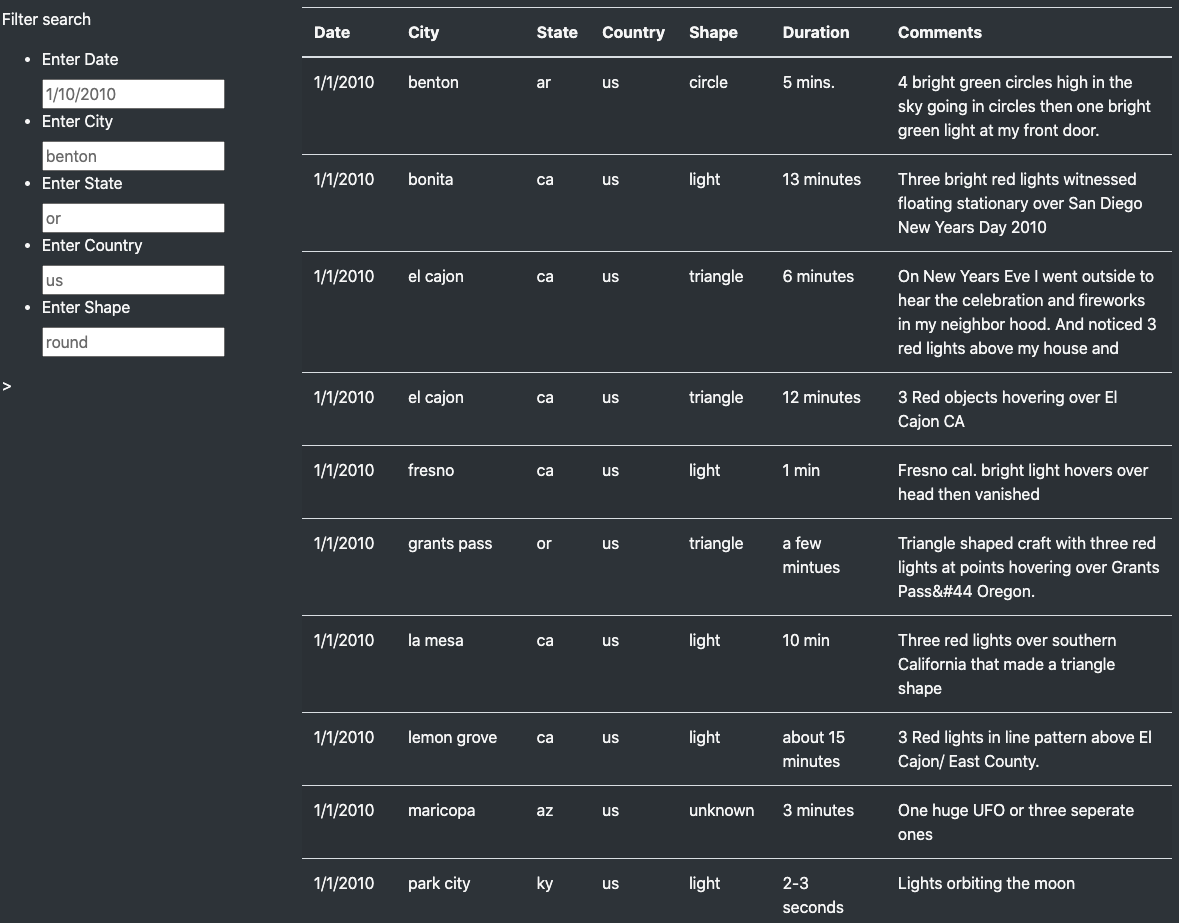 Filter search
• Enter Date
1/10/2010
• Enter City
benton
• Enter State
or
• Enter Country
us
• Enter Shape
round
>
Date City State Country Shape Duration Comments
1/1/2010 benton ar us circle 5 mins. 4 bright green circles high in the
sky going in circles then one bright
green light at my front door.
1/1/2010 bonita ca us light 13 minutes Three bright red lights witnessed
floating stationary over San Diego
New Years Day 2010
1/1/2010 el cajon ca us triangle 6 minutes On New Years Eve I went outside to
hear the celebration and fireworks
in my neighbor hood. And noticed 3
red lights above my house and
1/1/2010 el cajon ca us triangle 12 minutes 3 Red objects hovering over El
Cajon CA
1/1/2010 fresno ca us light 1 min Fresno cal. bright light hovers over
head then vanished
1/1/2010 grants pass or us triangle a few Triangle shaped craft with three red
mintues lights at points hovering over Grants
Pass&#44 Oregon.
1/1/2010 la mesa ca us light 10 min Three red lights over southern
California that made a triangle
shape
1/1/2010 lemon grove ca us light about 15 3 Red lights in line pattern above El
minutes Cajon/ East County.
1/1/2010 maricopa az us unknown 3 minutes One huge UFO or three seperate
ones
1/1/2010 park city ky us light 2-3 Lights orbiting the moon
seconds